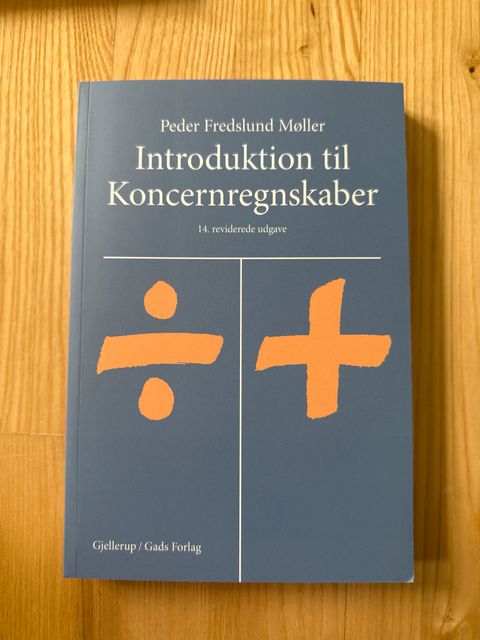 Peder Fredslund Møller
Introduktion til
Koncernregnskaber
14. reviderede udgave
÷ +
Gjellerup / Gads Forlag